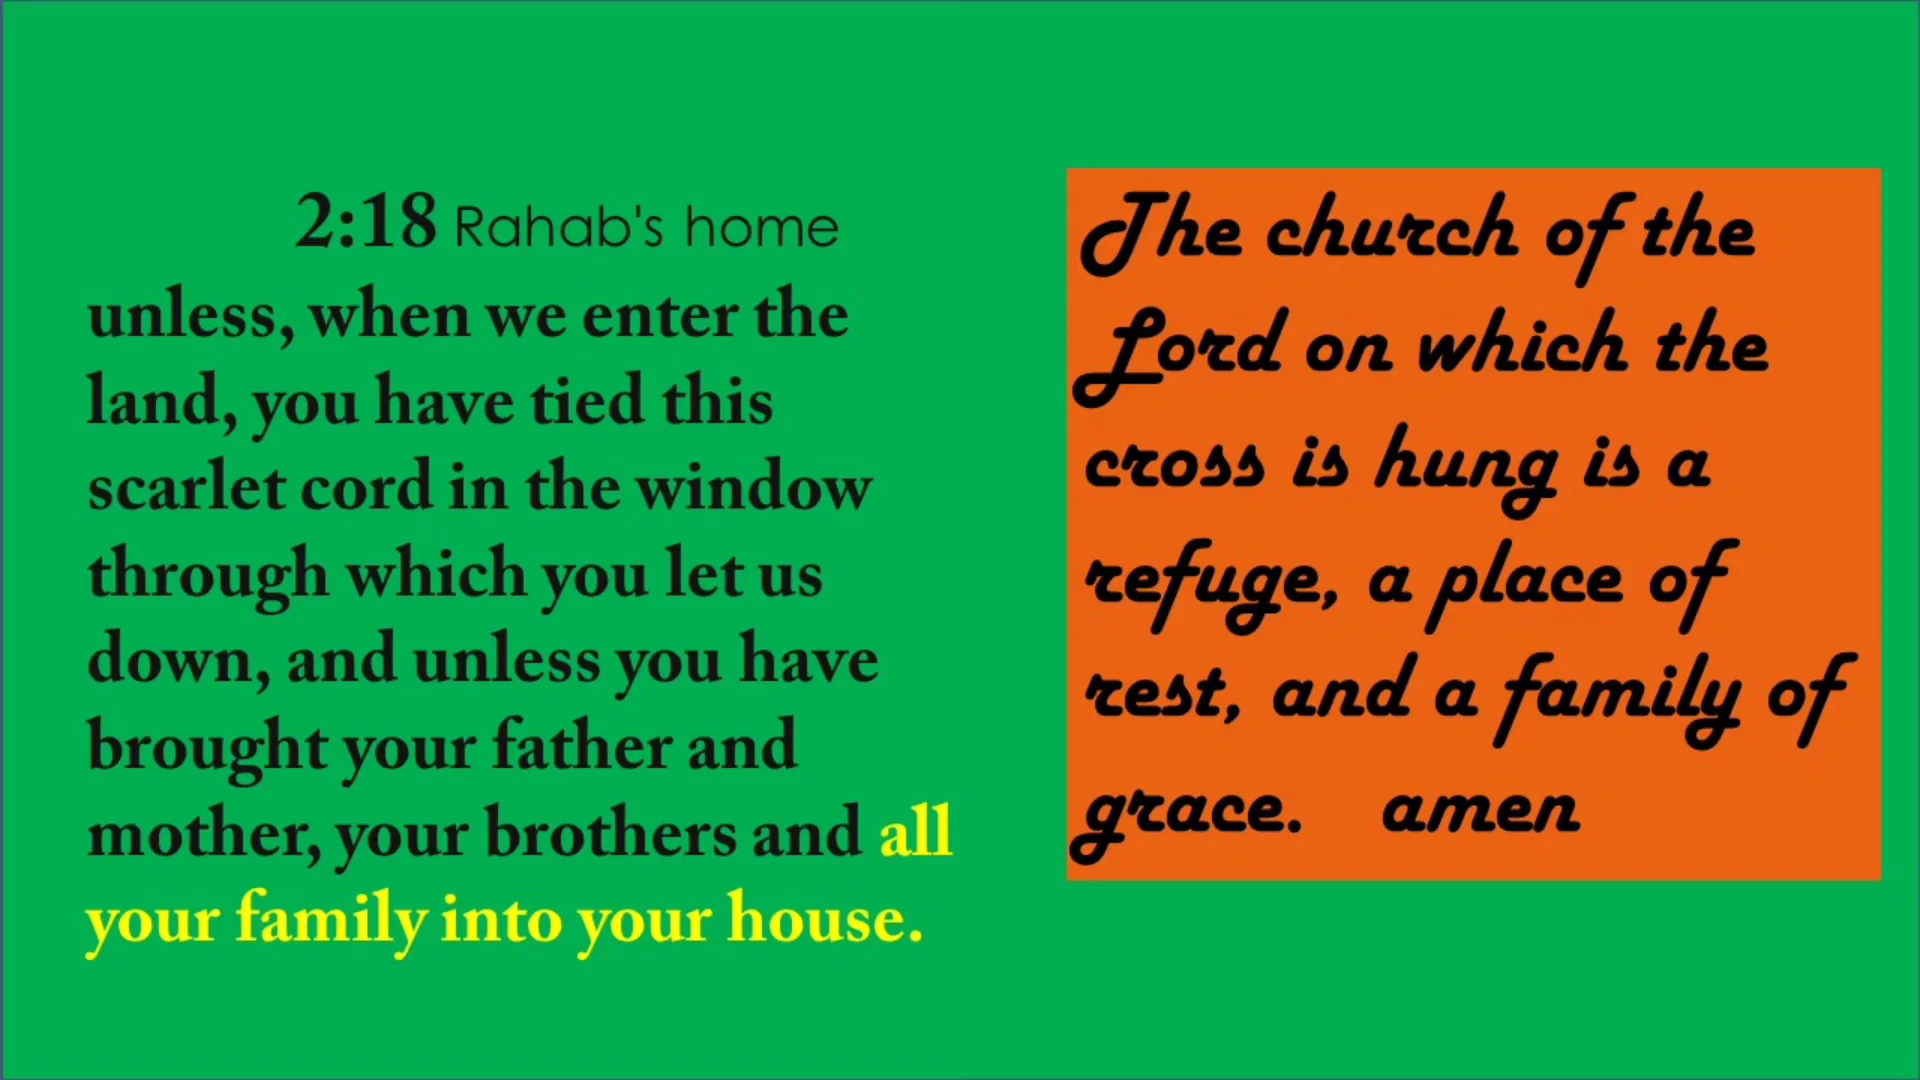 2:18 Rahab's home
unless, when we enter the
land, you have tied this
scarlet cord in the window
through which you let us
down, and unless you have
brought your father and
mother, your brothers and all
your family into your house.
The church of the
Lord on which the
cross is hung is a
refuge, a place of
rest, and a family of
grace. amen